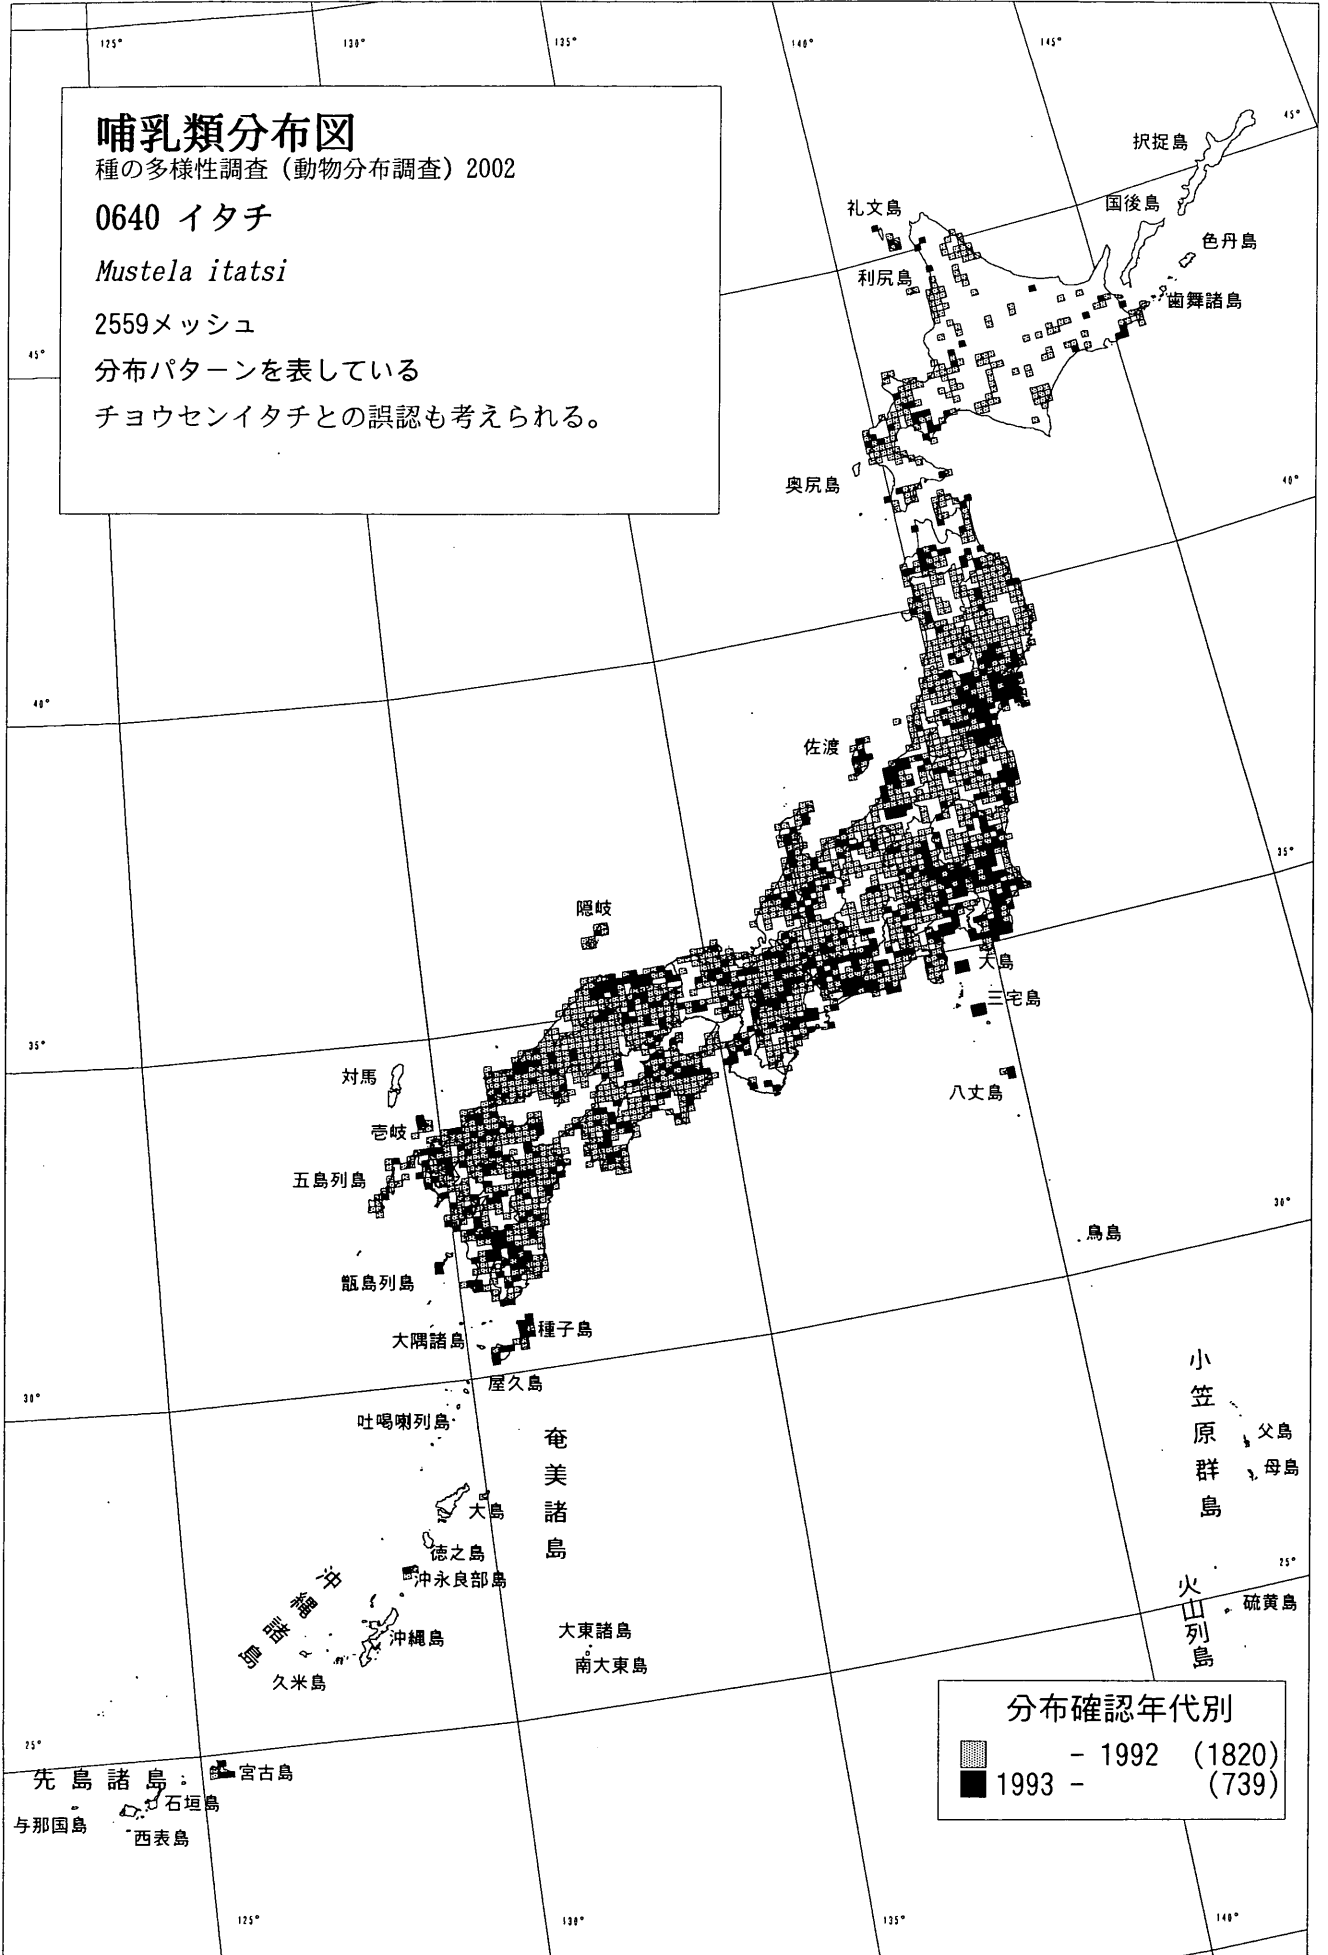 125°
130°
135°
140°
145°
哺乳類分布図
種の多様性調査（動物分布調査）2002
0640 イタチ
Mustela itatsi
2559メッシュ
分布パターンを表している
チョウセンイタチとの誤認も考えられる。
45°
択捉島
国後島
色丹島
歯舞諸島
礼文島
利尻島
45°
奥尻島
40°
40°
佐渡
35°
隠岐
大島
三宅島
八丈島
35°
対馬
壱岐
五島列島
30°
鳥島
甑島列島
大隅諸島
種子島
屋久島
30°
吐喝喇列島
奄美諸島
小笠原群島
父島
母島
大島
徳之島
沖永良部島
沖縄諸島
沖縄島
久米島
大東諸島
南大東島
25°
火山列島
硫黄島
分布確認年代別
- 1992 (1820)
1993 - (739)
25°
先島諸島
宮古島
石垣島
与那国島
西表島
125°
130°
135°
140°